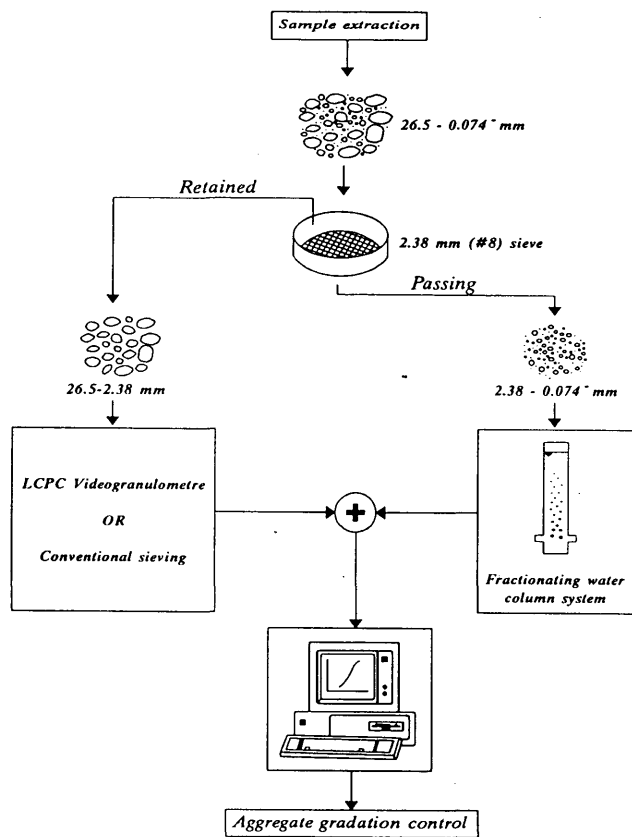 Sample extraction
26.5 - 0.074⁻ mm
Retained
2.38 mm (#8) sieve
Passing
26.5-2.38 mm
2.38 - 0.074⁻ mm
LCPC Videogranulometre
OR
Conventional sieving
+
Fractionating water
column system
Aggregate gradation control